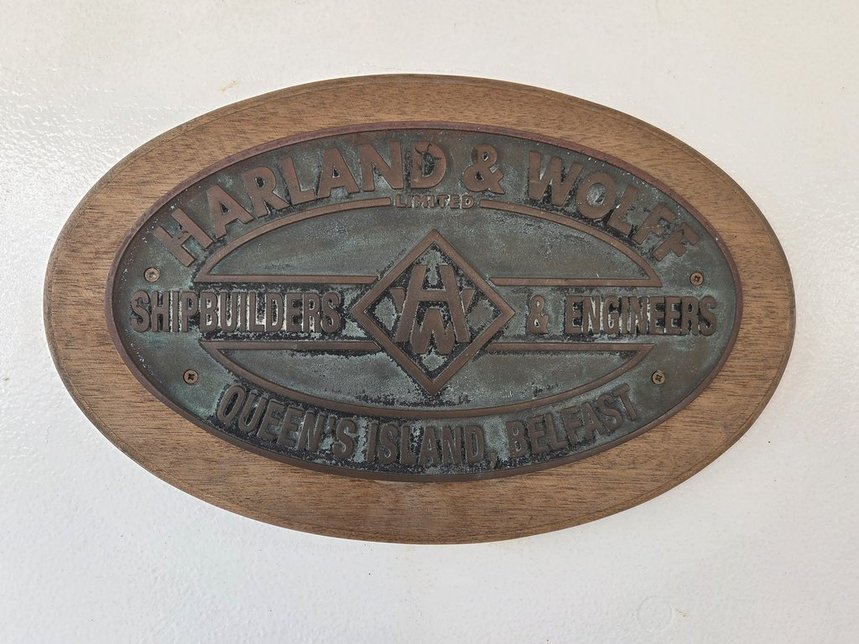 HARLAND & WOLFF
LIMITED
SHIPBUILDERS HW & ENGINEERS
QUEEN'S ISLAND, BELFAST